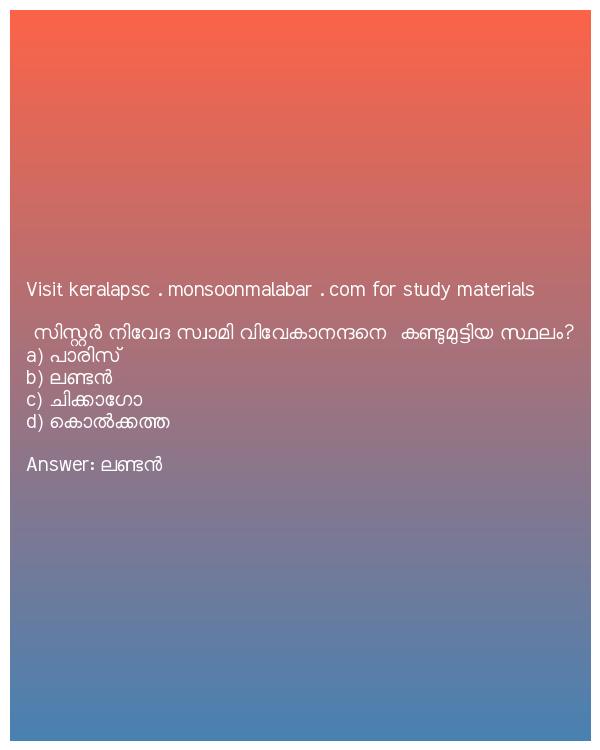 Visit keralapsc . monsoonmalabar . com for study materials
സിസ്റ്റർ നിവേദ സ്വാമി വിവേകാനന്ദനെ കണ്ടുമുട്ടിയ സ്ഥലം?
a) പാരിസ്
b) ലണ്ടൻ
c) ചിക്കാഗോ
d) കൊൽക്കത്ത
Answer: ലണ്ടൻ